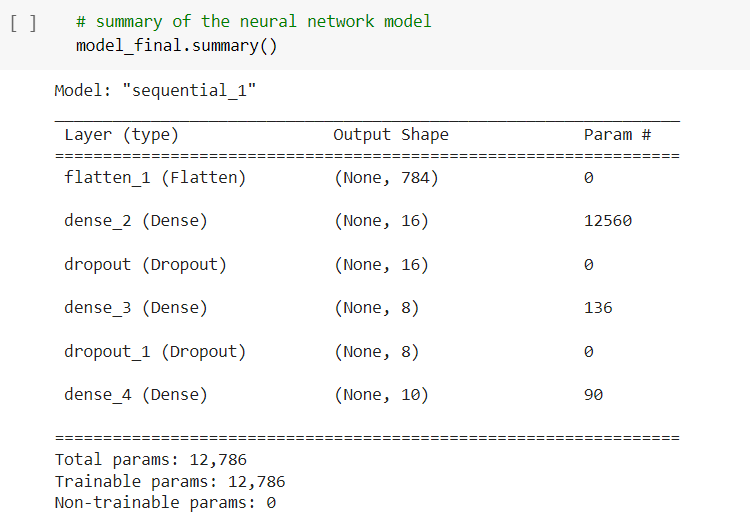 [ ] # summary of the neural network model
model_final.summary()
Model: "sequential_1"
Layer (type) Output Shape Param #
=================================================================
flatten_1 (Flatten) (None, 784) 0
dense_2 (Dense) (None, 16) 12560
dropout (Dropout) (None, 16) 0
dense_3 (Dense) (None, 8) 136
dropout_1 (Dropout) (None, 8) 0
dense_4 (Dense) (None, 10) 90
=================================================================
Total params: 12,786
Trainable params: 12,786
Non-trainable params: 0